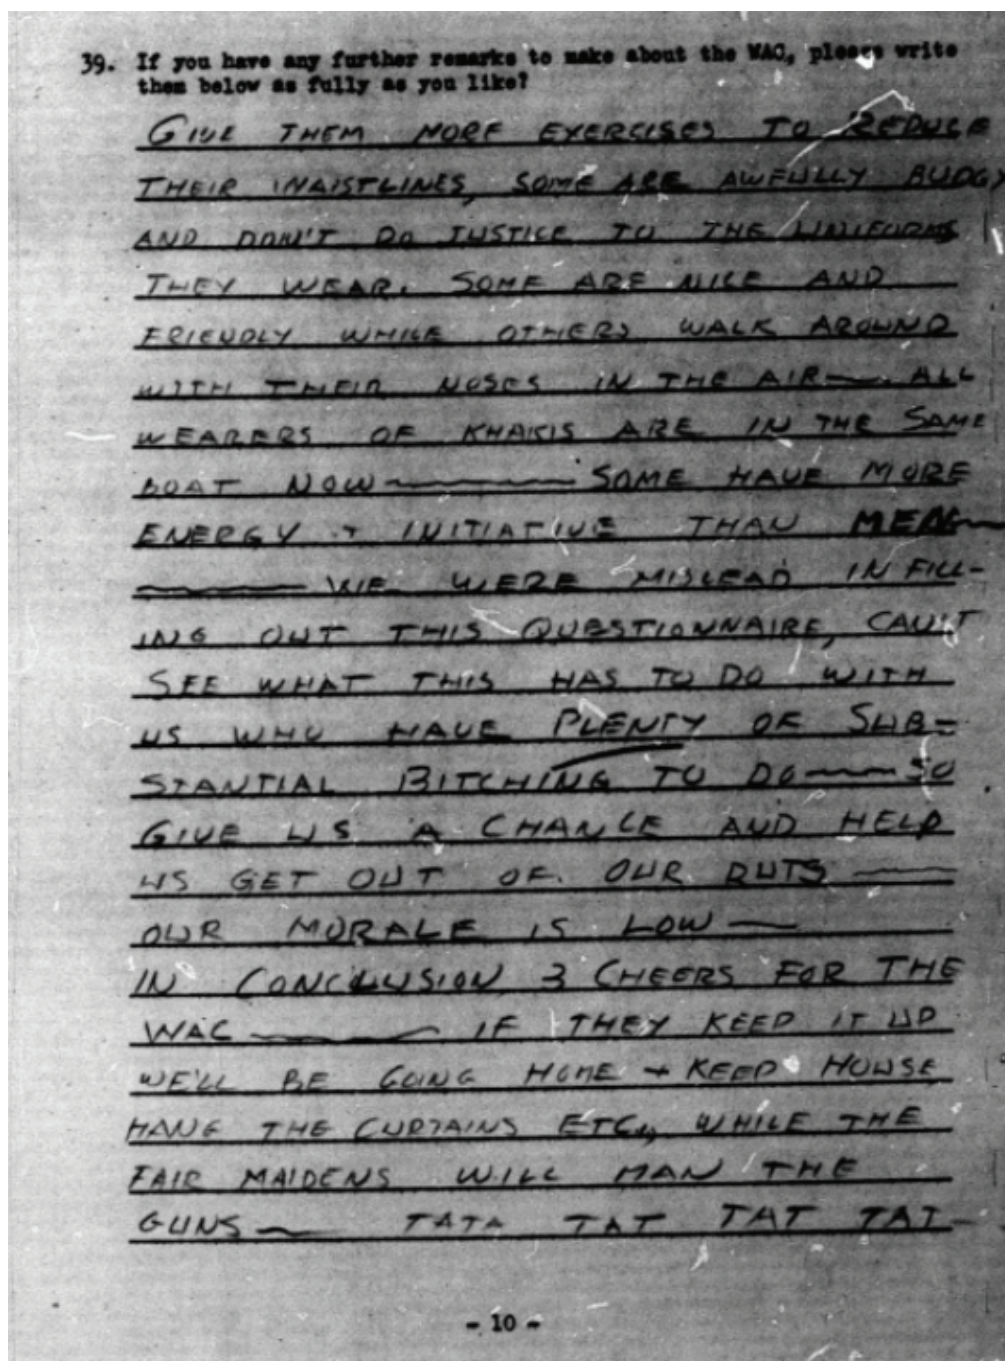 39. If you have any further remarks to make about the WAC, please write
them below as fully as you like?
GIVE THEM MORE EXERCISES TO REDUCE
THEIR WAISTLINES, SOME ARE AWFULLY BUDGY
AND DON'T DO JUSTICE TO THE UNIFORMS
THEY WEAR. SOME ARE NICE AND
FRIENDLY WHILE OTHERS WALK AROUND
WITH THEIR NOSES IN THE AIR — ALL
WEARERS OF KHAKIS ARE IN THE SAME
BOAT NOW — SOME HAVE MORE
ENERGY + INITIATIVE THAN MEN —
— WE WERE MISLEAD IN FILL-
ING OUT THIS QUESTIONNAIRE, CAN'T
SEE WHAT THIS HAS TO DO WITH
US WHO HAVE PLENTY OF SUB-
STANTIAL BITCHING TO DO — SO
GIVE US A CHANCE AND HELP
US GET OUT OF. OUR RUTS —
OUR MORALE IS LOW —
IN CONCLUSION 3 CHEERS FOR THE
WAC — IF THEY KEEP IT UP
WE'LL BE GOING HOME + KEEP HOUSE
HANG THE CURTAINS ETC., WHILE THE
FAIR MAIDENS WILL MAN THE
GUNS — TATA TAT TAT TAT —
- 10 -